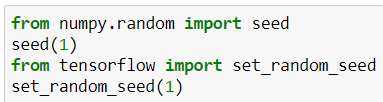 from numpy.random import seed
seed(1)
from tensorflow import set_random_seed
set_random_seed(1)